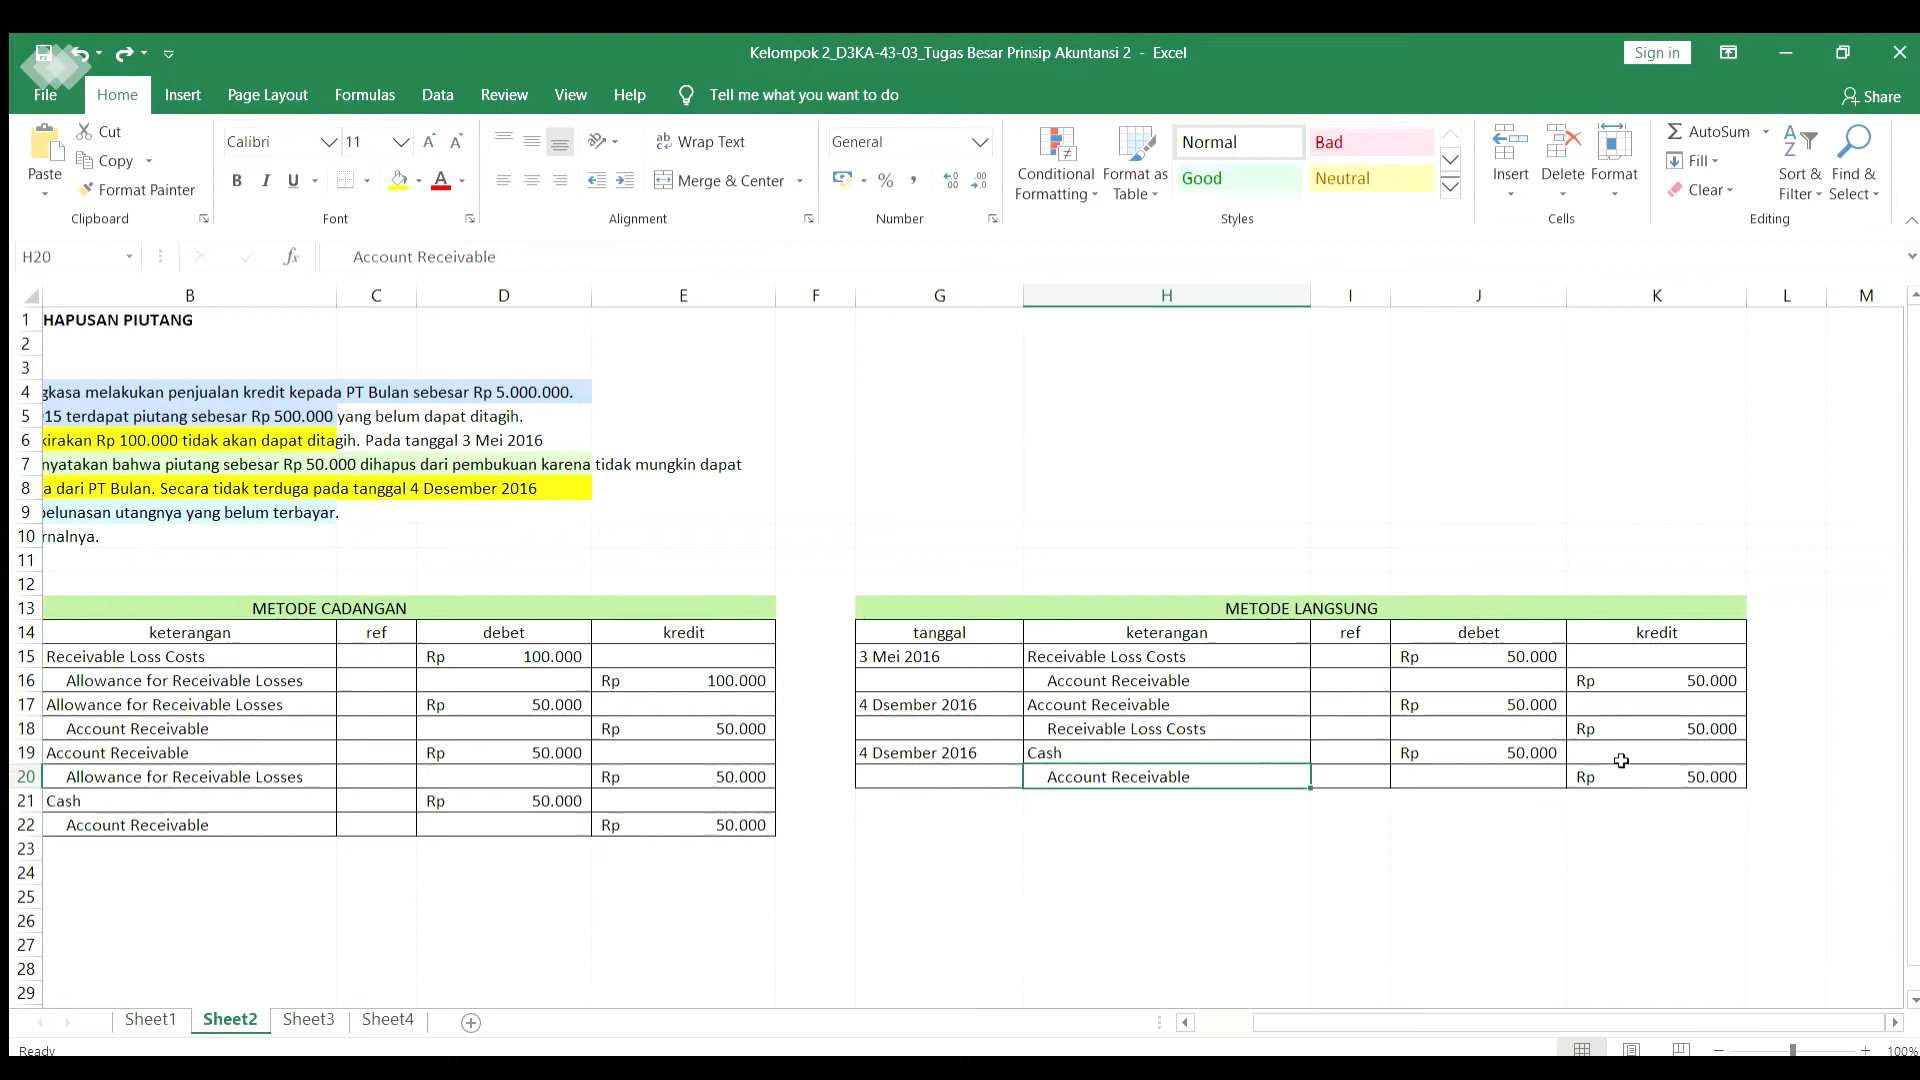 Kelompok 2_D3KA-43-03_Tugas Besar Prinsip Akuntansi 2 - Excel
Sign in
File Home Insert Page Layout Formulas Data Review View Help Tell me what you want to do
Share
Paste
Cut
Copy
Format Painter
Clipboard
Calibri 11
B I U A
Font
Wrap Text
Merge & Center
Alignment
General
Number
Conditional Formatting
Format as Table
Normal Bad
Good Neutral
Styles
Insert Delete Format
Cells
AutoSum
Fill
Clear
Sort & Filter
Find & Select
Editing
H20 fx Account Receivable
B C D E F G H I J K L M
1 HAPUSAN PIUTANG
2
3
4 gkasa melakukan penjualan kredit kepada PT Bulan sebesar Rp 5.000.000.
5 15 terdapat piutang sebesar Rp 500.000 yang belum dapat ditagih.
6 kirakan Rp 100.000 tidak akan dapat ditagih. Pada tanggal 3 Mei 2016
7 nyatakan bahwa piutang sebesar Rp 50.000 dihapus dari pembukuan karena tidak mungkin dapat
8 a dari PT Bulan. Secara tidak terduga pada tanggal 4 Desember 2016
9 pelunasan utangnya yang belum terbayar.
10 rnalnya.
11
12
13 METODE CADANGAN METODE LANGSUNG
14 keterangan ref debet kredit tanggal keterangan ref debet kredit
15 Receivable Loss Costs Rp 100.000 3 Mei 2016 Receivable Loss Costs Rp 50.000
16 Allowance for Receivable Losses Rp 100.000 Account Receivable Rp 50.000
17 Allowance for Receivable Losses Rp 50.000 4 Dsember 2016 Account Receivable Rp 50.000
18 Account Receivable Rp 50.000 Receivable Loss Costs Rp 50.000
19 Account Receivable Rp 50.000 4 Dsember 2016 Cash Rp 50.000
20 Allowance for Receivable Losses Rp 50.000 Account Receivable Rp 50.000
21 Cash Rp 50.000
22 Account Receivable Rp 50.000
23
24
25
26
27
28
29
Sheet1 Sheet2 Sheet3 Sheet4
Ready 100%